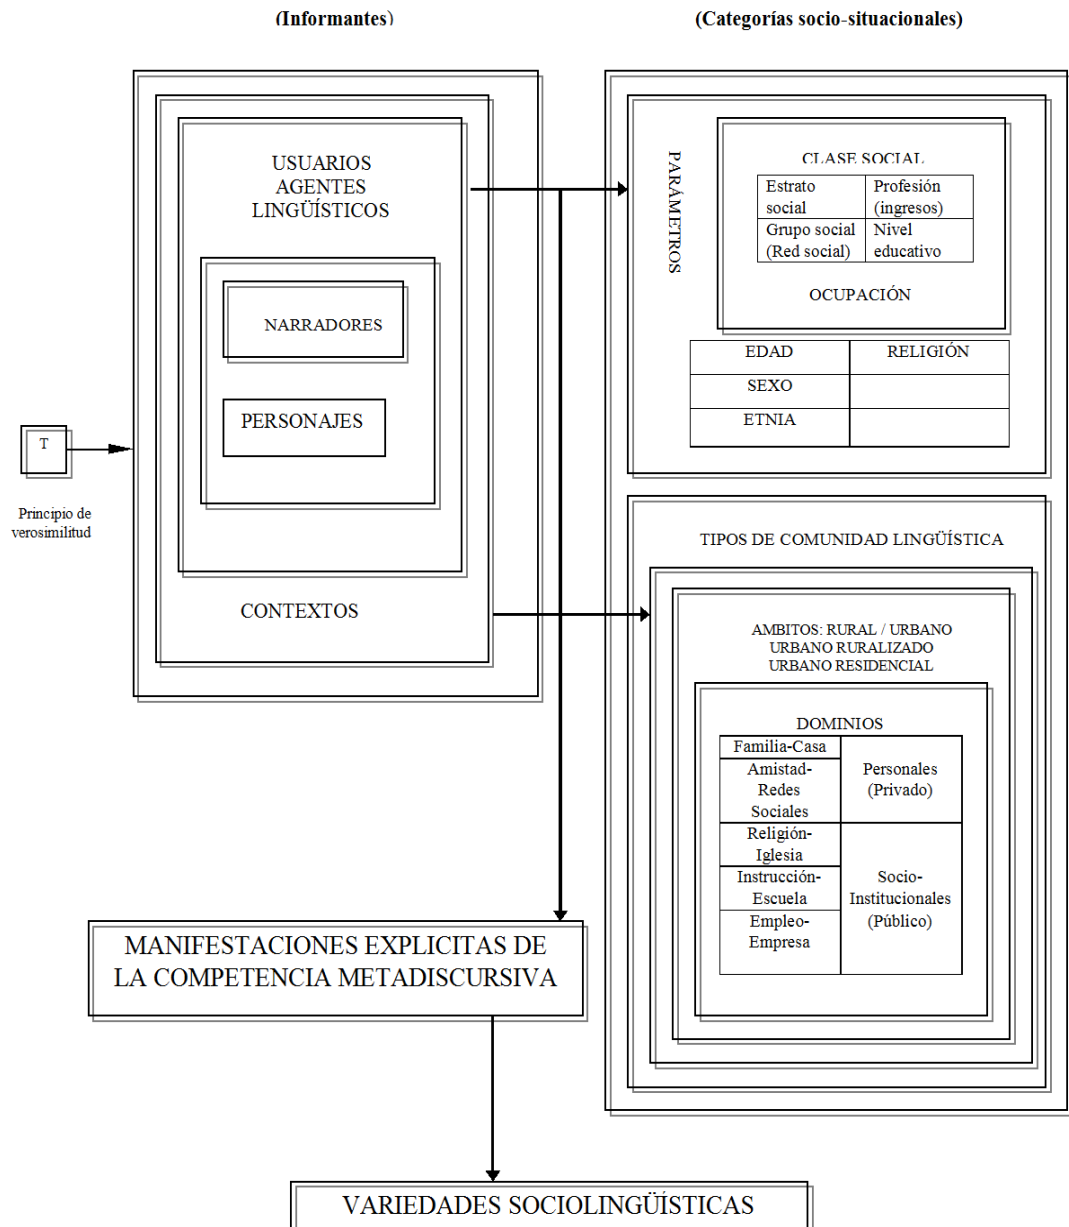 (Informantes)
(Categorías socio-situacionales)
USUARIOS
AGENTES
LINGÜÍSTICOS
NARRADORES
PERSONAJES
CONTEXTOS
T
Principio de
verosimilitud
PARÁMETROS
CLASE SOCIAL
Estrato
social
Profesión
(ingresos)
Grupo social
(Red social)
Nivel
educativo
OCUPACIÓN
EDAD
RELIGIÓN
SEXO
ETNIA
TIPOS DE COMUNIDAD LINGÜÍSTICA
AMBITOS: RURAL / URBANO
URBANO RURALIZADO
URBANO RESIDENCIAL
DOMINIOS
Familia-Casa
Amistad-
Redes
Sociales
Personales
(Privado)
Religión-
Iglesia
Instrucción-
Escuela
Empleo-
Empresa
Socio-
Institucionales
(Público)
MANIFESTACIONES EXPLICITAS DE
LA COMPETENCIA METADISCURSIVA
VARIEDADES SOCIOLINGÜÍSTICAS